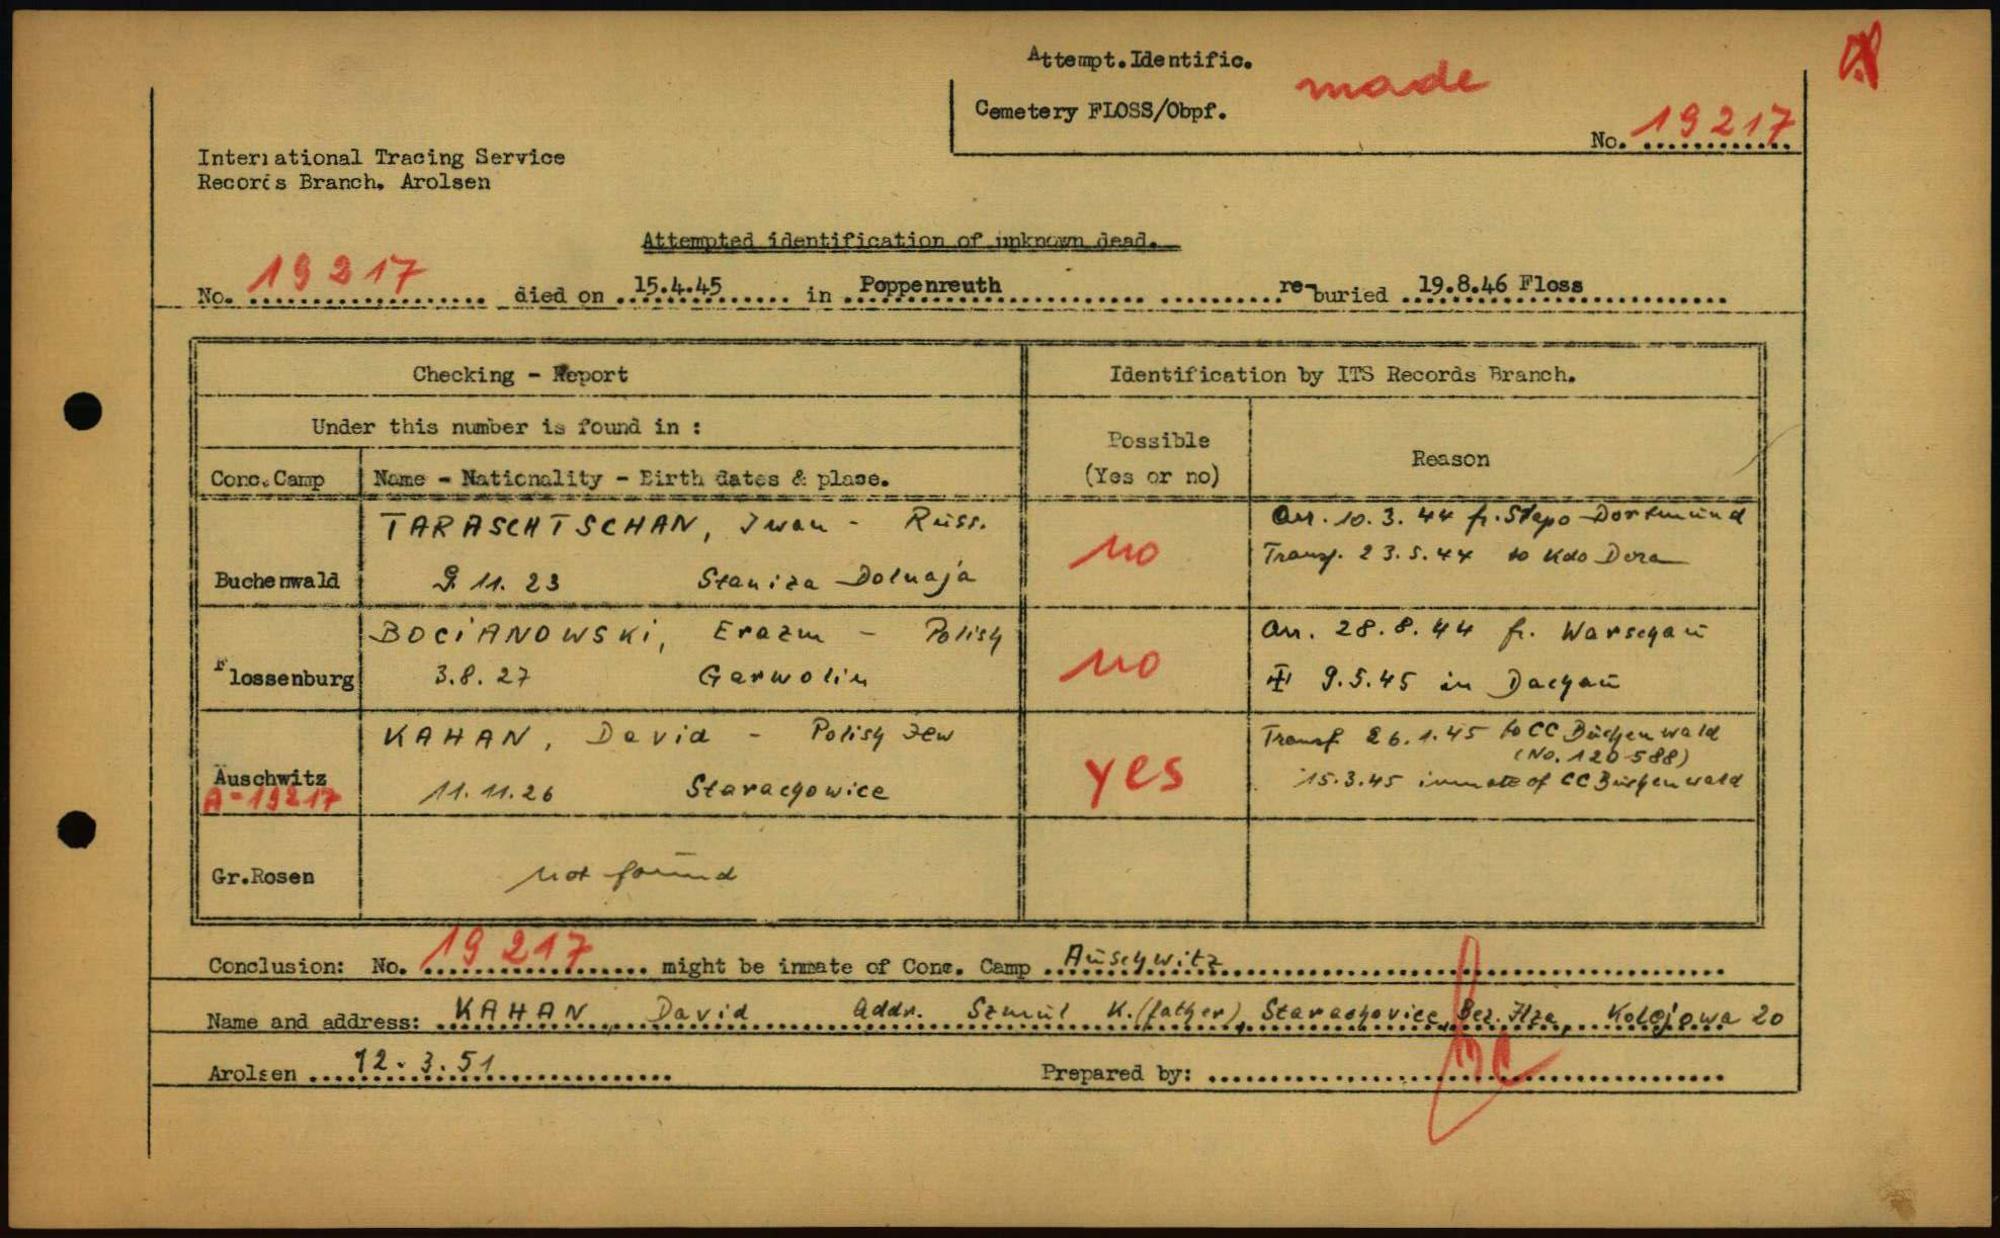 Attempt.Identific.
made
Cemetery FLOSS/Obpf.
No. 19217
International Tracing Service
Records Branch. Arolsen
Attempted identification of unknown dead.
No. 19217 died on 15.4.45 in Poppenreuth re-buried 19.8.46 Floss
Checking - Report
Identification by ITS Records Branch.
Under this number is found in :
Possible
(Yes or no)
Reason
Conc.Camp
Name - Nationality - Birth dates & place.
TARASCHTSCHAN, Iwan - Russ.
Buchenwald
9.11.23 Staniza Dolnaja
no
Arr. 10.3.44 fr. Stapo Dortmund
Transf. 23.5.44 to Kdo Dora
BOCIANOWSKI, Erazm - Polish
Flossenburg
3.8.27 Garwolin
no
Arr. 28.8.44 fr. Warschau
9.5.45 in Dachau
KAHAN, David - Polish Jew
Auschwitz
A-19217
11.11.26 Starachowice
yes
Transf. 26.1.45 to CC Buchenwald
(No. 120588)
15.3.45 inmate of CC Buchenwald
Gr.Rosen
not found
Conclusion: No. 19217 might be inmate of Conc. Camp Auschwitz
Name and address: KAHAN, David Addr. Szmul K. (father), Starachovice, Bez. Ilza, Kolejowa 20
Arolsen 12.3.51
Prepared by: